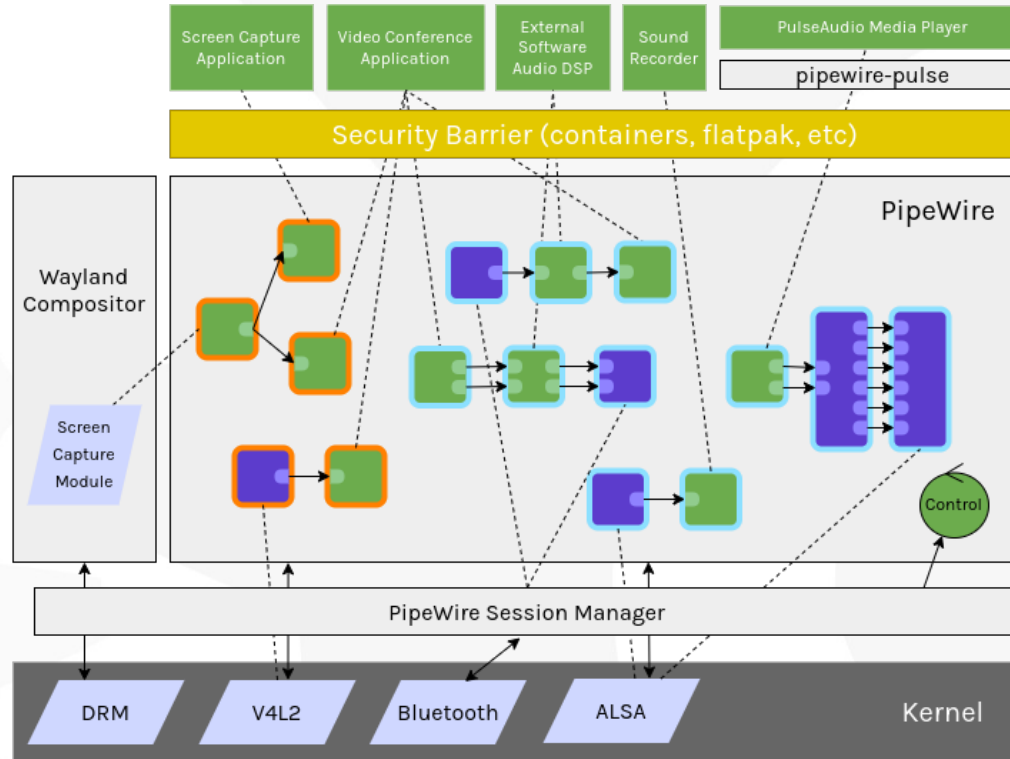 Screen Capture
Application
Video Conference
Application
External
Software
Audio DSP
Sound
Recorder
PulseAudio Media Player
pipewire-pulse
Security Barrier (containers, flatpak, etc)
PipeWire
Wayland
Compositor
Screen
Capture
Module
Control
PipeWire Session Manager
DRM
V4L2
Bluetooth
ALSA
Kernel